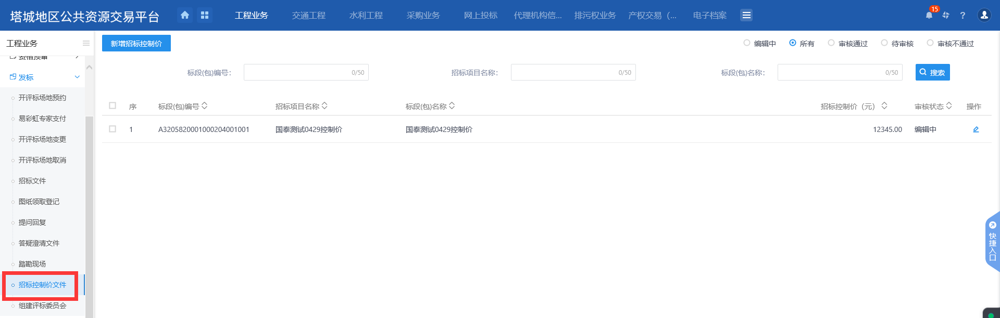 塔城地区公共资源交易平台
工程业务 交通工程 水利工程 采购业务 网上投标 代理机构信... 排污权业务 产权交易（... 电子档案
15
?
工程业务
资格预审
发标
开评标场地预约
易彩虹专家支付
开评标场地变更
开评标场地取消
招标文件
图纸领取登记
提问回复
答疑澄清文件
踏勘现场
招标控制价文件
组建评标委员会
新增招标控制价
编辑中 所有 审核通过 待审核 审核不通过
标段(包)编号： 0/50 招标项目名称： 0/50 标段(包)名称： 0/50 搜索
序 标段(包)编号 招标项目名称 标段(包)名称 招标控制价（元） 审核状态 操作
1 A3205820001000204001001 国泰测试0429控制价 国泰测试0429控制价 12345.00 编辑中
快捷入口